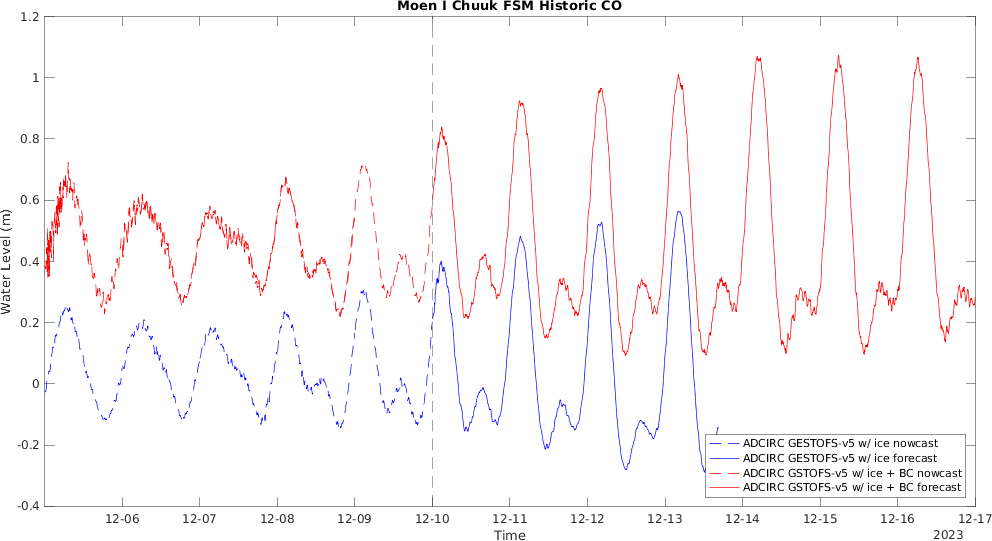 Moen I Chuuk FSM Historic CO
1.2
1
0.8
0.6
0.4
0.2
0
-0.2
-0.4
Water Level (m)
ADCIRC GESTOFS-v5 w/ ice nowcast
ADCIRC GESTOFS-v5 w/ ice forecast
ADCIRC GSTOFS-v5 w/ ice + BC nowcast
ADCIRC GSTOFS-v5 w/ ice + BC forecast
12-06 12-07 12-08 12-09 12-10 12-11 12-12 12-13 12-14 12-15 12-16 12-17
Time
2023